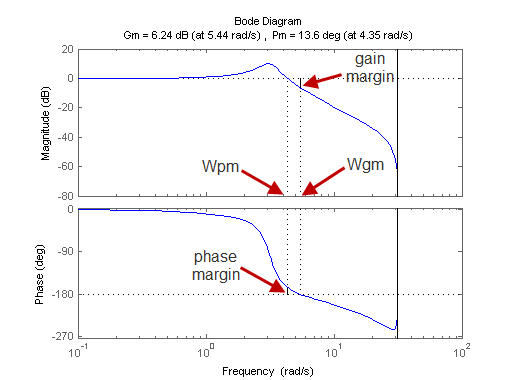 Bode Diagram
Gm = 6.24 dB (at 5.44 rad/s) , Pm = 13.6 deg (at 4.35 rad/s)
20
0
-20
-40
-60
-80
Magnitude (dB)
gain
margin
Wpm
Wgm
0
-90
-180
-270
Phase (deg)
phase
margin
10^-1
10^0
10^1
10^2
Frequency (rad/s)